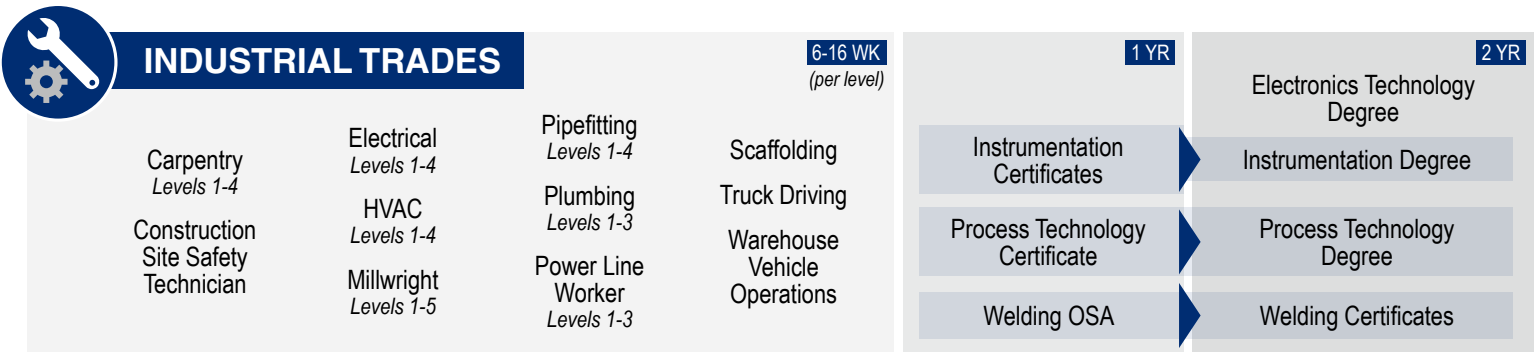 INDUSTRIAL TRADES
6-16 WK
(per level)
Carpentry
Levels 1-4
Construction
Site Safety
Technician
Electrical
Levels 1-4
HVAC
Levels 1-4
Millwright
Levels 1-5
Pipefitting
Levels 1-4
Plumbing
Levels 1-3
Power Line
Worker
Levels 1-3
Scaffolding
Truck Driving
Warehouse
Vehicle
Operations
1 YR
Instrumentation
Certificates
Process Technology
Certificate
Welding OSA
2 YR
Electronics Technology
Degree
Instrumentation Degree
Process Technology
Degree
Welding Certificates